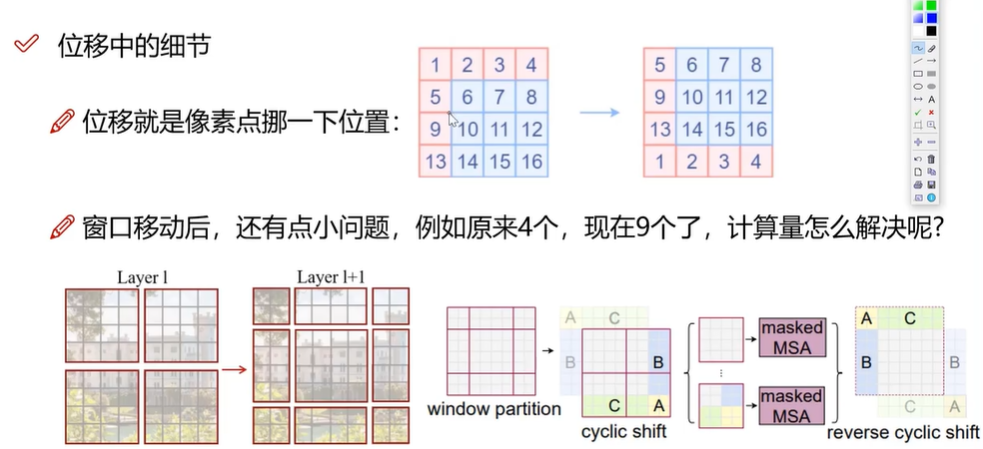 位移中的细节
位移就是像素点挪一下位置：
1 2 3 4
5 6 7 8
9 10 11 12
13 14 15 16
5 6 7 8
9 10 11 12
13 14 15 16
1 2 3 4
窗口移动后，还有点小问题，例如原来4个，现在9个了，计算量怎么解决呢？
Layer l
Layer l+1
window partition
A C
B
B
C A
cyclic shift
masked
MSA
⋮
masked
MSA
A C
B
B
C A
reverse cyclic shift
A